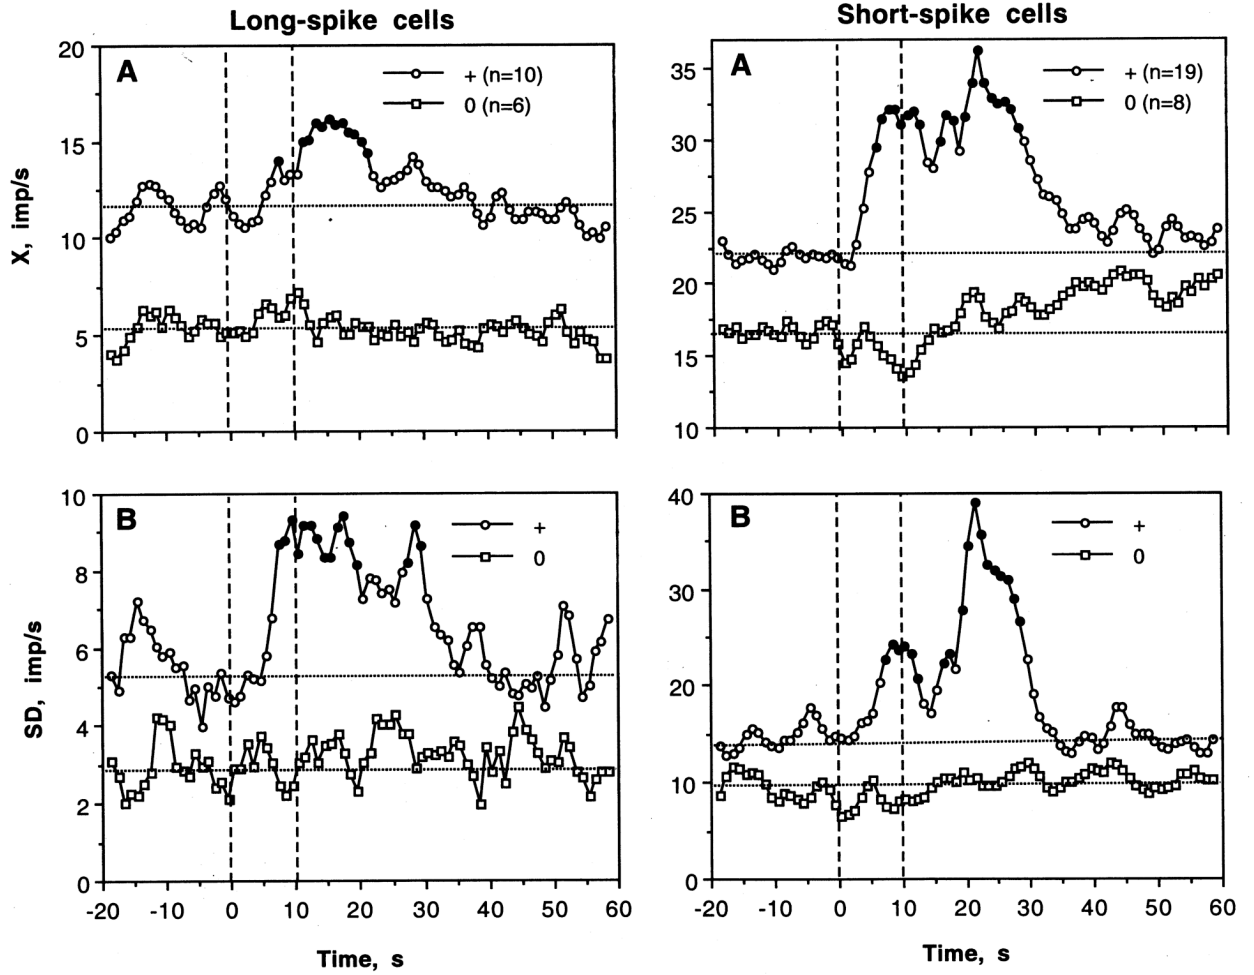 Long-spike cells
A
+ (n=10)
0 (n=6)
X, imp/s
20
15
10
5
0
Short-spike cells
A
+ (n=19)
0 (n=8)
35
30
25
20
15
10
B
+
0
SD, imp/s
10
8
6
4
2
0
-20 -10 0 10 20 30 40 50 60
Time, s
B
+
0
40
30
20
10
0
-20 -10 0 10 20 30 40 50 60
Time, s